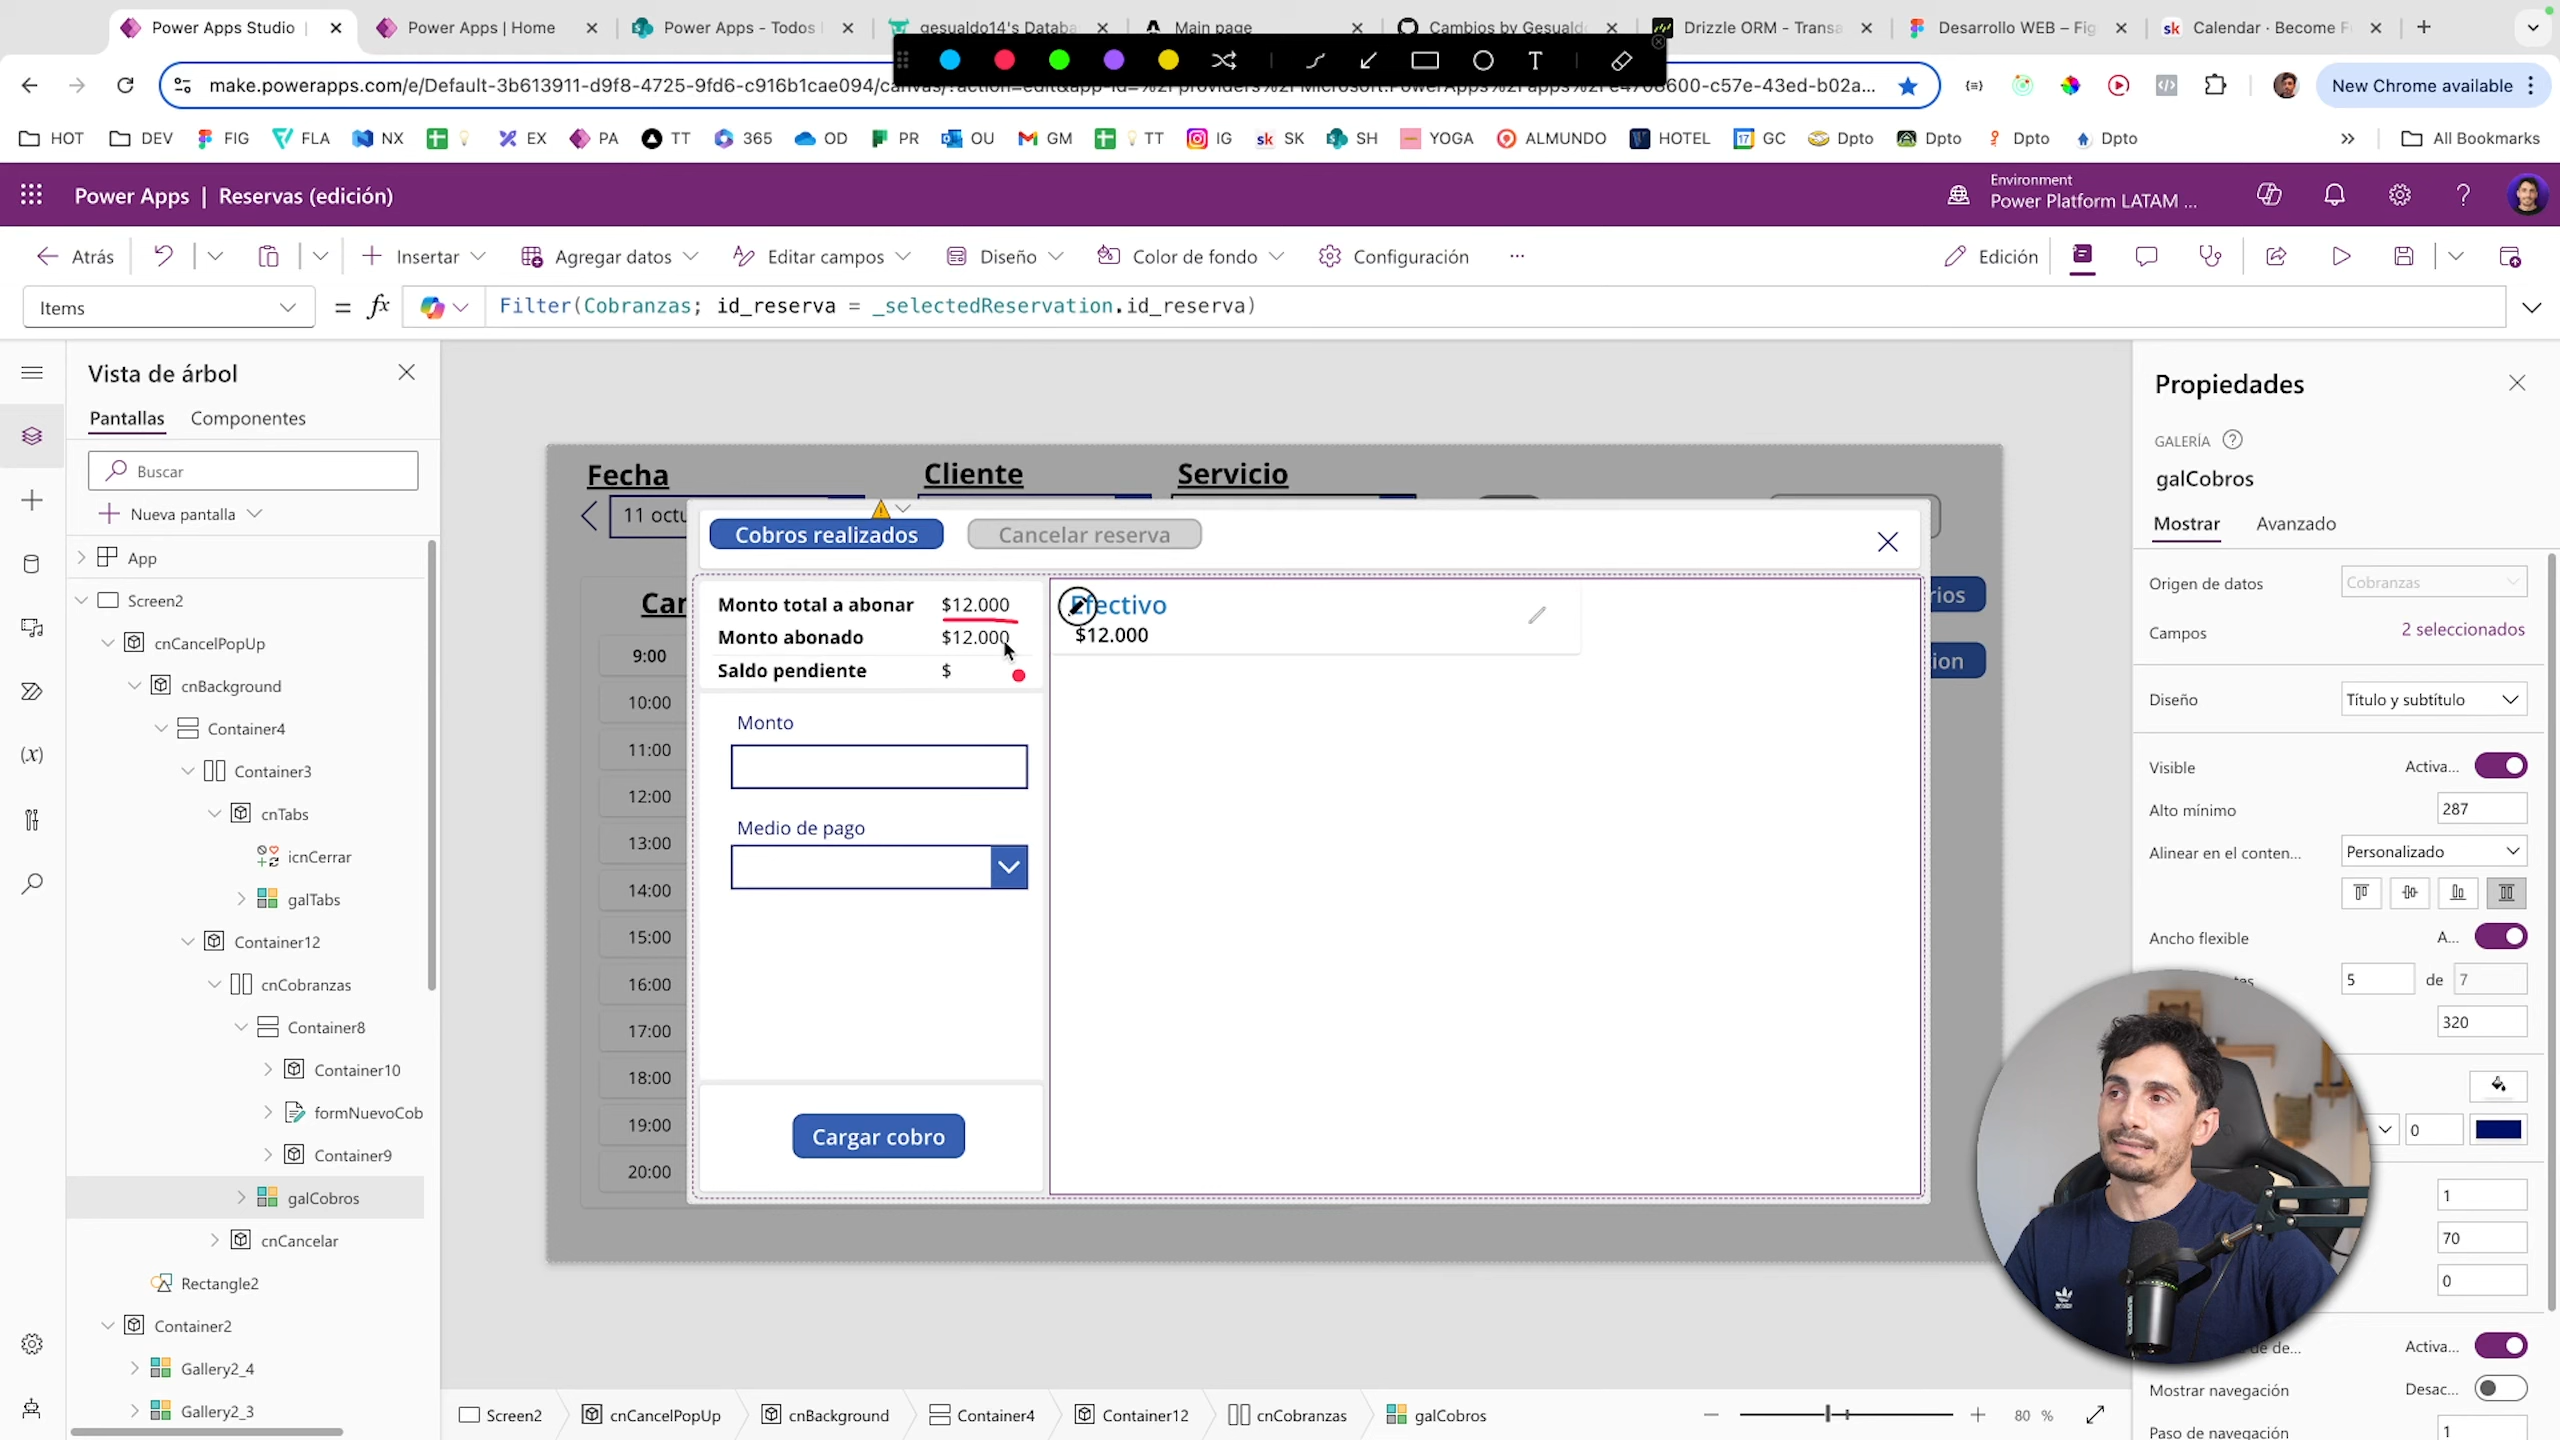 Power Apps Studio |
Power Apps | Home
Power Apps - Todos
gesualdo14's Databa
Main page
Cambios by Gesuald
Drizzle ORM - Transa
Desarrollo WEB – Fig
Calendar · Become F
New Chrome available
HOT
DEV
FIG
FLA
NX
EX
PA
TT
365
OD
PR
OU
GM
TT
IG
SK
SH
YOGA
ALMUNDO
HOTEL
GC
Dpto
Dpto
Dpto
Dpto
All Bookmarks
Power Apps | Reservas (edición)
Environment
Power Platform LATAM ...
Atrás
Insertar
Agregar datos
Editar campos
Diseño
Color de fondo
Configuración
Edición
Items
= fx
Filter(Cobranzas; id_reserva = _selectedReservation.id_reserva)
Vista de árbol
Pantallas
Componentes
Buscar
Nueva pantalla
App
Screen2
cnCancelPopUp
cnBackground
Container4
Container3
cnTabs
icnCerrar
galTabs
Container12
cnCobranzas
Container8
Container10
formNuevoCob
Container9
galCobros
cnCancelar
Rectangle2
Container2
Gallery2_4
Gallery2_3
Fecha
Cliente
Servicio
11 octu
Cobros realizados
Cancelar reserva
Monto total a abonar $12.000
Monto abonado $12.000
Saldo pendiente $
Efectivo
$12.000
Monto
Medio de pago
Cargar cobro
Car
9:00
10:00
11:00
12:00
13:00
14:00
15:00
16:00
17:00
18:00
19:00
20:00
rios
ion
Propiedades
GALERÍA
galCobros
Mostrar
Avanzado
Origen de datos
Cobranzas
Campos
2 seleccionados
Diseño
Título y subtítulo
Visible
Activa...
Alto mínimo
287
Alinear en el conten...
Personalizado
Ancho flexible
A...
5 de 7
320
0
1
70
0
Activa...
Mostrar navegación
Desac...
Paso de navegación
1
Screen2
cnCancelPopUp
cnBackground
Container4
Container12
cnCobranzas
galCobros
80 %